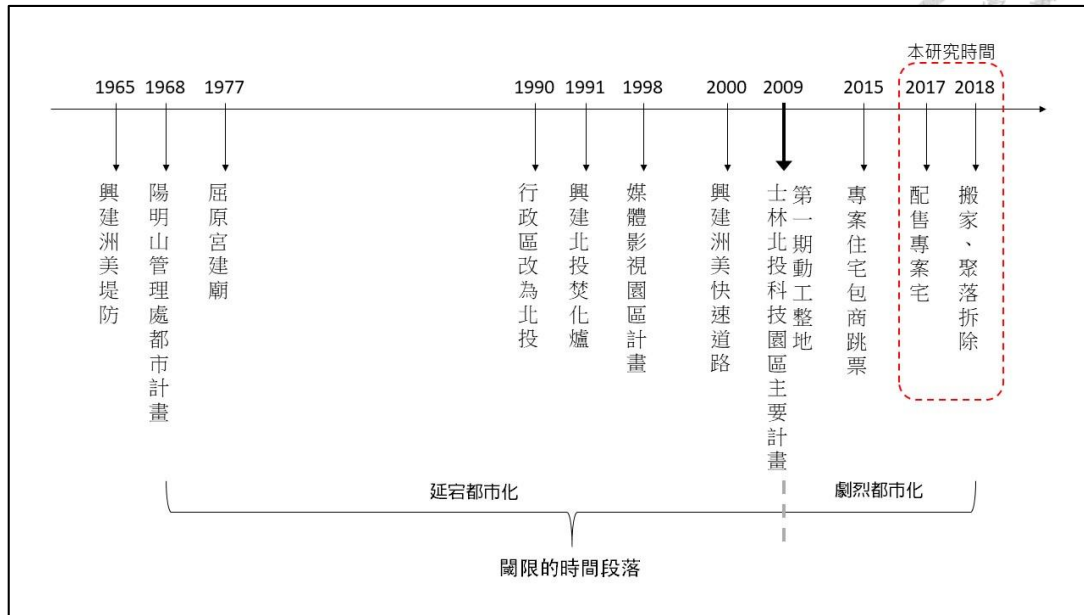 本研究時間
1965
1968
1977
1990
1991
1998
2000
2009
2015
2017
2018
興建洲美堤防
陽明山管理處都市計畫
屈原宮建廟
行政區改為北投
興建北投焚化爐
媒體影視園區計畫
興建洲美快速道路
士林北投科技園區主要計畫
第一期動工整地
專案住宅包商跳票
配售專案宅
搬家、聚落拆除
延宕都市化
劇烈都市化
閾限的時間段落